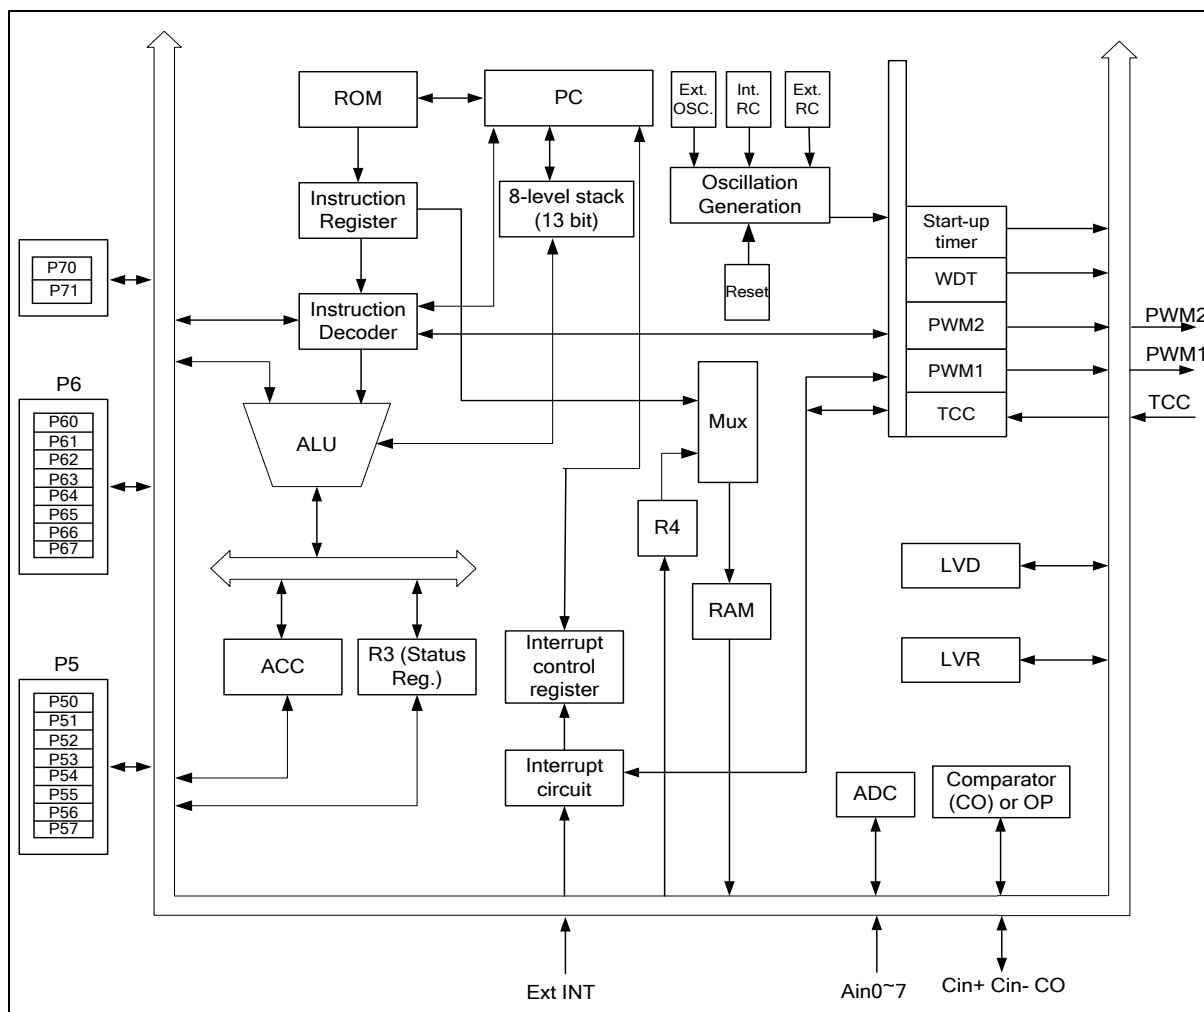 ROM
PC
Ext.
OSC.
Int.
RC
Ext.
RC
Instruction
Register
8-level stack
(13 bit)
Oscillation
Generation
Reset
Start-up
timer
WDT
PWM2
PWM1
TCC
PWM2
PWM1
TCC
P70
P71
Instruction
Decoder
P6
P60
P61
P62
P63
P64
P65
P66
P67
ALU
Mux
R4
RAM
LVD
LVR
ACC
R3 (Status
Reg.)
Interrupt
control
register
P5
P50
P51
P52
P53
P54
P55
P56
P57
Interrupt
circuit
ADC
Comparator
(CO) or OP
Ext INT
Ain0~7
Cin+ Cin- CO